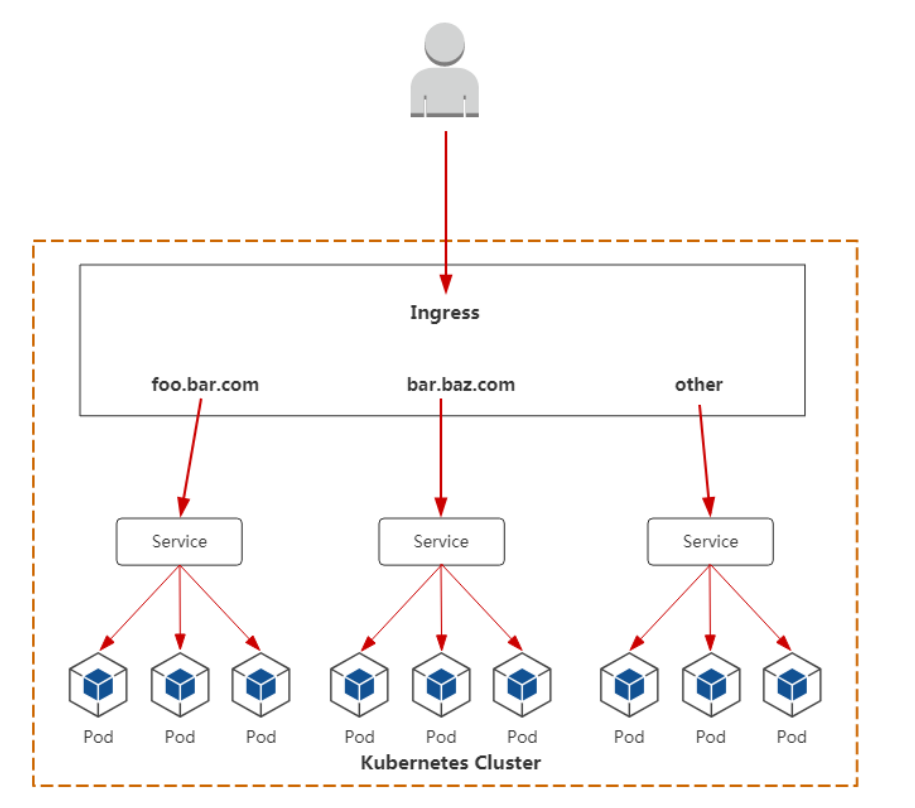 Ingress
foo.bar.com
bar.baz.com
other
Service
Service
Service
Pod
Pod
Pod
Pod
Pod
Pod
Pod
Pod
Pod
Kubernetes Cluster